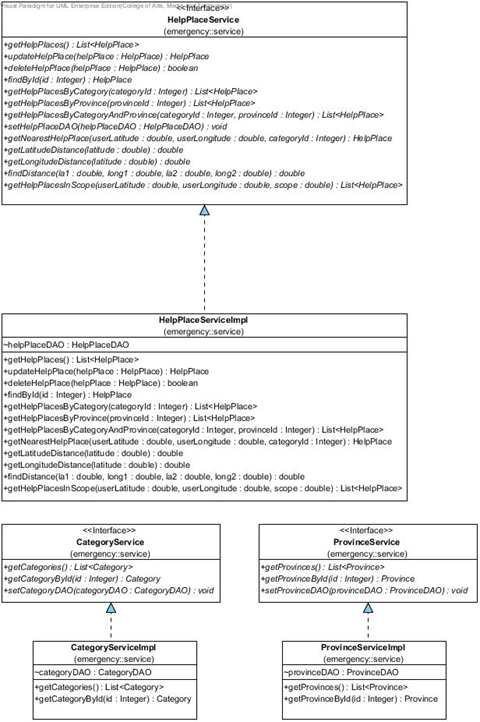 Visual Paradigm for UML Enterprise Edition(College of Arts, Media
<<Interface>>
HelpPlaceService
(emergency::service)
+getHelpPlaces() : List<HelpPlace>
+updateHelpPlace(helpPlace : HelpPlace) : HelpPlace
+deleteHelpPlace(helpPlace : HelpPlace) : boolean
+findById(id : Integer) : HelpPlace
+getHelpPlacesByCategory(categoryId : Integer) : List<HelpPlace>
+getHelpPlacesByProvince(provinceId : Integer) : List<HelpPlace>
+getHelpPlacesByCategoryAndProvince(categoryId : Integer, provinceId : Integer) : List<HelpPlace>
+setHelpPlaceDAO(helpPlaceDAO : HelpPlaceDAO) : void
+getNearestHelpPlace(userLatitude : double, userLongitude : double, categoryId : Integer) : HelpPlace
+getLatitudeDistance(latitude : double) : double
+getLongitudeDistance(latitude : double) : double
+findDistance(la1 : double, long1 : double, la2 : double, long2 : double) : double
+getHelpPlacesInScope(userLatitude : double, userLongitude : double, scope : double) : List<HelpPlace>
HelpPlaceServiceImpl
(emergency::service)
~helpPlaceDAO : HelpPlaceDAO
+getHelpPlaces() : List<HelpPlace>
+updateHelpPlace(helpPlace : HelpPlace) : HelpPlace
+deleteHelpPlace(helpPlace : HelpPlace) : boolean
+findById(id : Integer) : HelpPlace
+getHelpPlacesByCategory(categoryId : Integer) : List<HelpPlace>
+getHelpPlacesByProvince(provinceId : Integer) : List<HelpPlace>
+getHelpPlacesByCategoryAndProvince(categoryId : Integer, provinceId : Integer) : List<HelpPlace>
+getNearestHelpPlace(userLatitude : double, userLongitude : double, categoryId : Integer) : HelpPlace
+getLatitudeDistance(latitude : double) : double
+getLongitudeDistance(latitude : double) : double
+findDistance(la1 : double, long1 : double, la2 : double, long2 : double) : double
+getHelpPlacesInScope(userLatitude : double, userLongitude : double, scope : double) : List<HelpPlace>
<<Interface>>
CategoryService
(emergency::service)
+getCategories() : List<Category>
+getCategoryById(id : Integer) : Category
+setCategoryDAO(categoryDAO : CategoryDAO) : void
<<Interface>>
ProvinceService
(emergency::service)
+getProvinces() : List<Province>
+getProvinceById(id : Integer) : Province
+setProvinceDAO(provinceDAO : ProvinceDAO) : void
CategoryServiceImpl
(emergency::service)
~categoryDAO : CategoryDAO
+getCategories() : List<Category>
+getCategoryById(id : Integer) : Category
ProvinceServiceImpl
(emergency::service)
~provinceDAO : ProvinceDAO
+getProvinces() : List<Province>
+getProvinceById(id : Integer) : Province